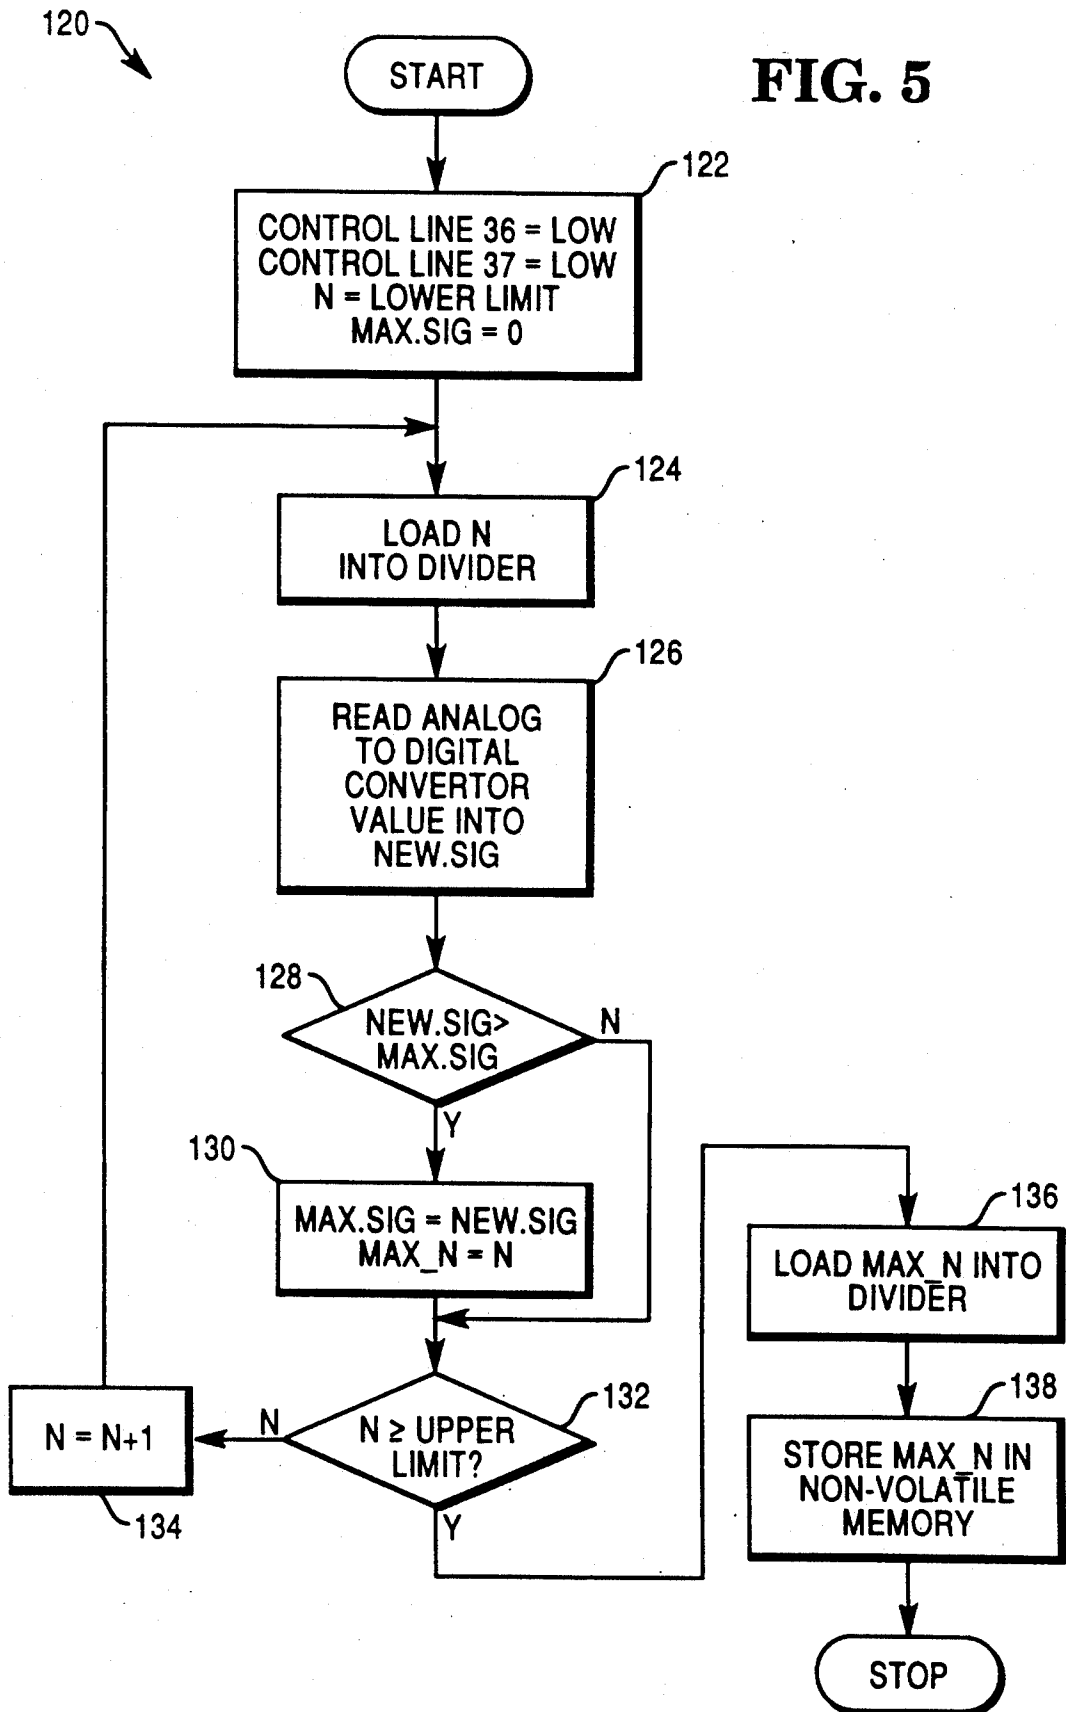 120
START
FIG. 5
122
CONTROL LINE 36 = LOW
CONTROL LINE 37 = LOW
N = LOWER LIMIT
MAX.SIG = 0
124
LOAD N
INTO DIVIDER
126
READ ANALOG
TO DIGITAL
CONVERTOR
VALUE INTO
NEW.SIG
128
NEW.SIG>
MAX.SIG
N
Y
130
MAX.SIG = NEW.SIG
MAX_N = N
132
N ≥ UPPER
LIMIT?
N
Y
N = N+1
134
136
LOAD MAX_N INTO
DIVIDER
138
STORE MAX_N IN
NON-VOLATILE
MEMORY
STOP